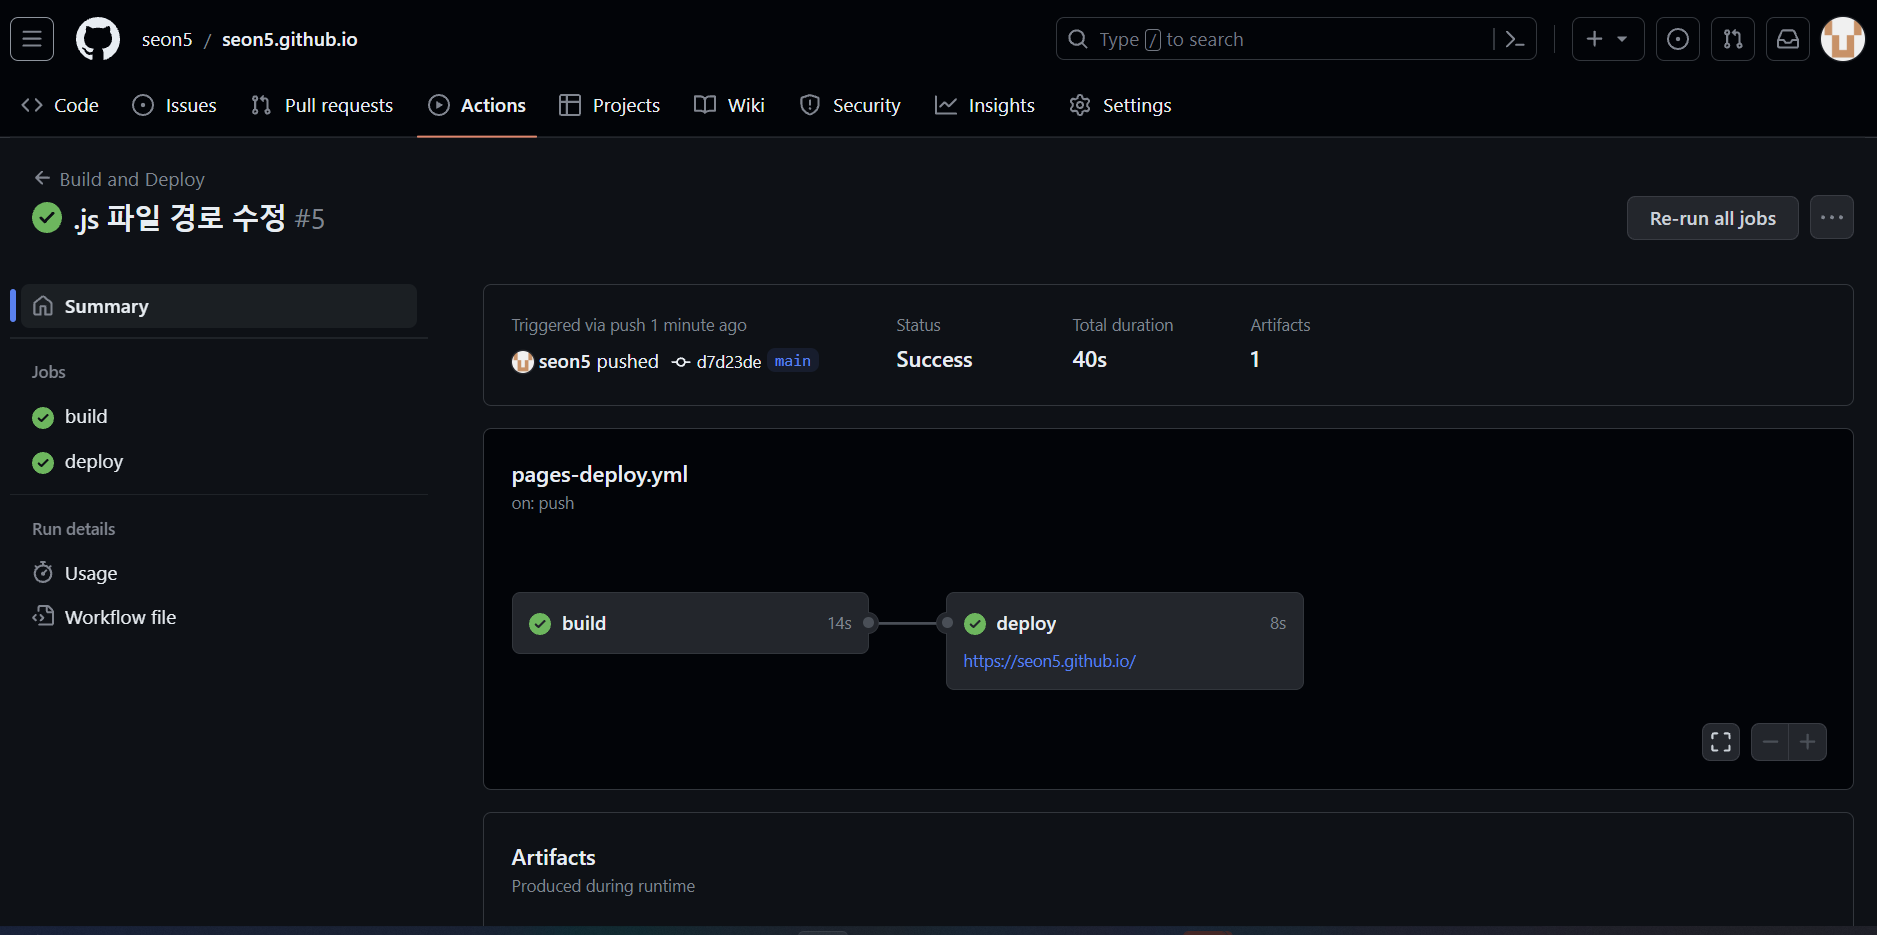 seon5 / seon5.github.io
Type / to search
Code Issues Pull requests Actions Projects Wiki Security Insights Settings
Build and Deploy
.js 파일 경로 수정 #5
Re-run all jobs
Summary
Jobs
build
deploy
Run details
Usage
Workflow file
Triggered via push 1 minute ago
seon5 pushed d7d23de main
Status
Success
Total duration
40s
Artifacts
1
pages-deploy.yml
on: push
build 14s
deploy 8s
https://seon5.github.io/
Artifacts
Produced during runtime